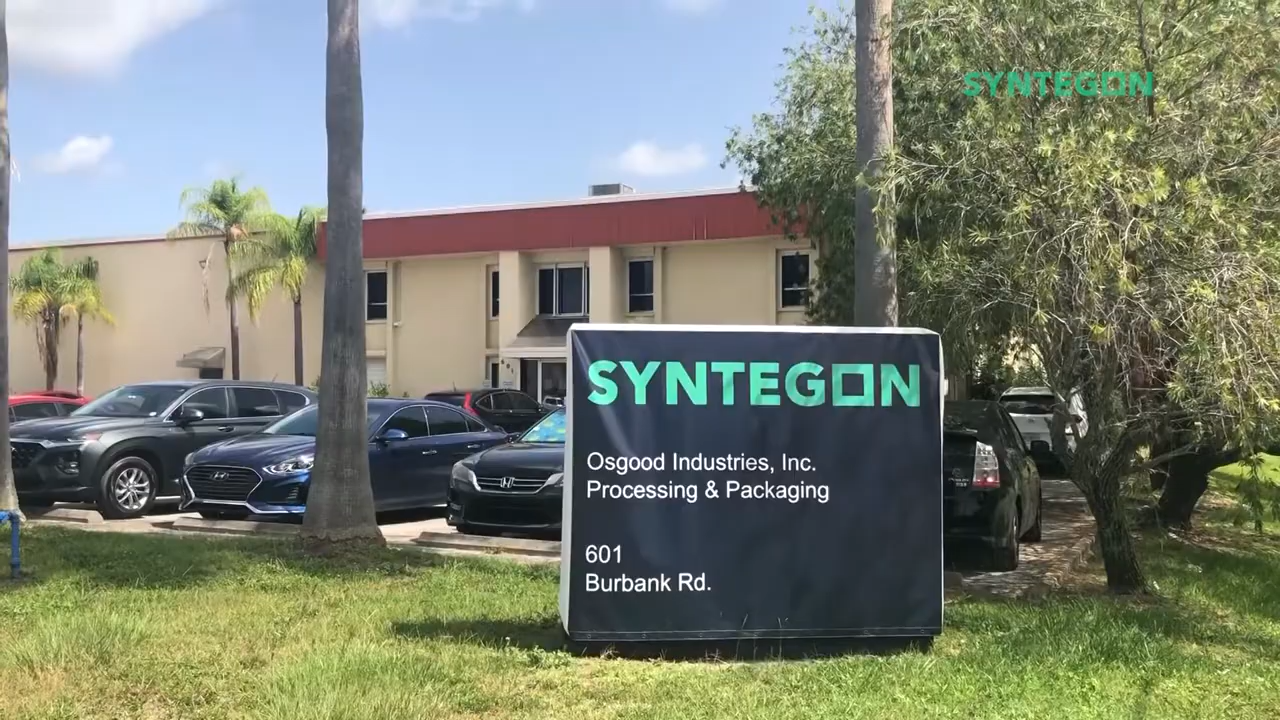 SYNTEGON
SYNTEGON
Osgood Industries, Inc.
Processing & Packaging
601
Burbank Rd.